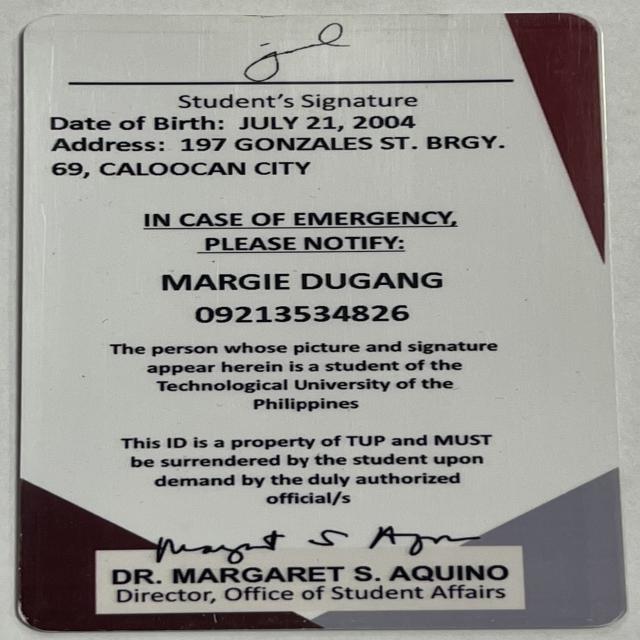 Student's Signature
Date of Birth: JULY 21, 2004
Address: 197 GONZALES ST. BRGY.
69, CALOOCAN CITY
IN CASE OF EMERGENCY,
PLEASE NOTIFY:
MARGIE DUGANG
09213534826
The person whose picture and signature
appear herein is a student of the
Technological University of the
Philippines
This ID is a property of TUP and MUST
be surrendered by the student upon
demand by the duly authorized
official/s
DR. MARGARET S. AQUINO
Director, Office of Student Affairs